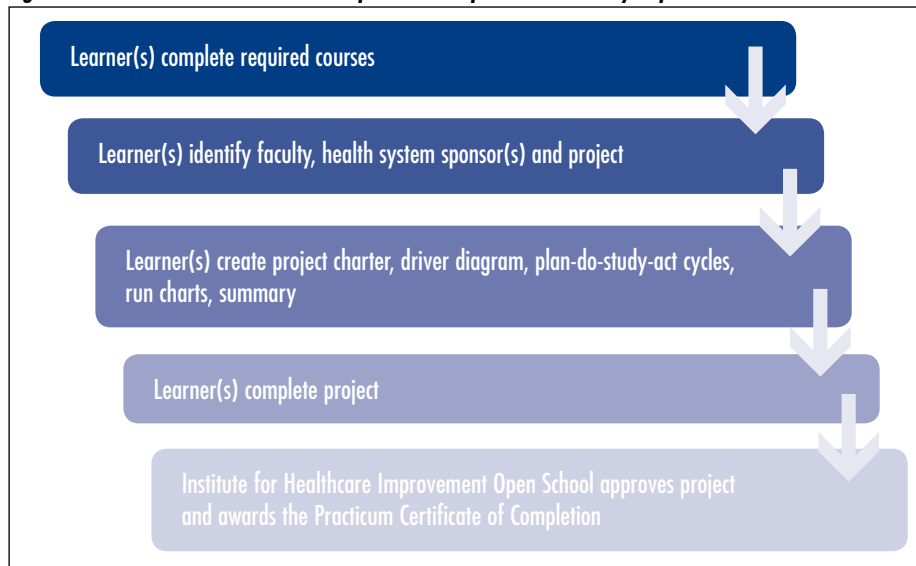 Learner(s) complete required courses
Learner(s) identify faculty, health system sponsor(s) and project
Learner(s) create project charter, driver diagram, plan-do-study-act cycles,
run charts, summary
Learner(s) complete project
Institute for Healthcare Improvement Open School approves project
and awards the Practicum Certificate of Completion